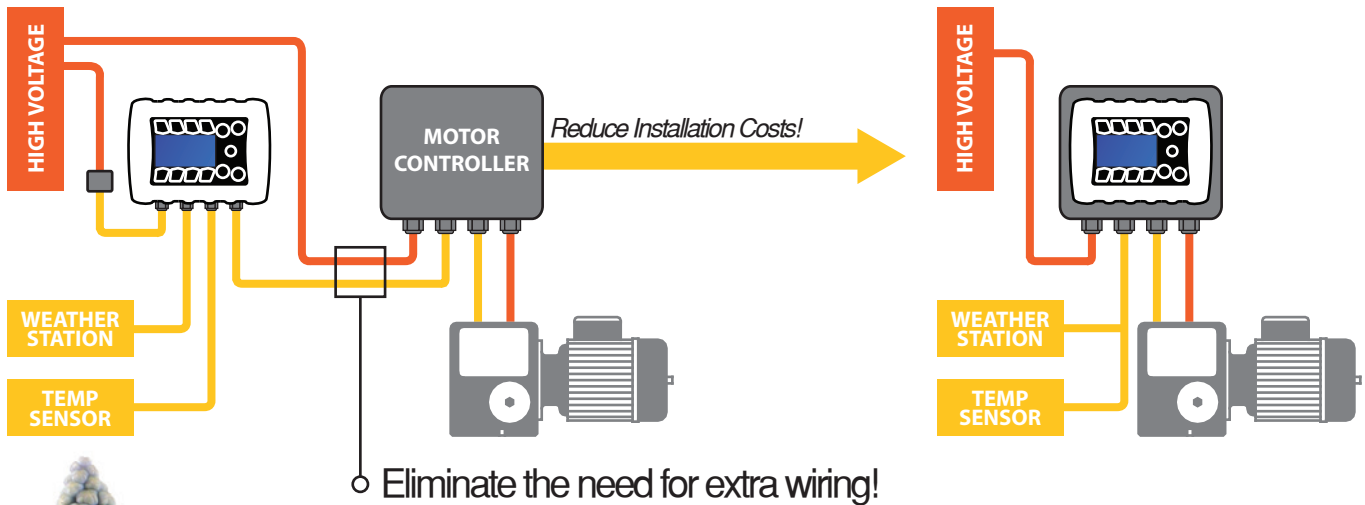 HIGH VOLTAGE
MOTOR
CONTROLLER
Reduce Installation Costs!
HIGH VOLTAGE
WEATHER
STATION
TEMP
SENSOR
WEATHER
STATION
TEMP
SENSOR
Eliminate the need for extra wiring!